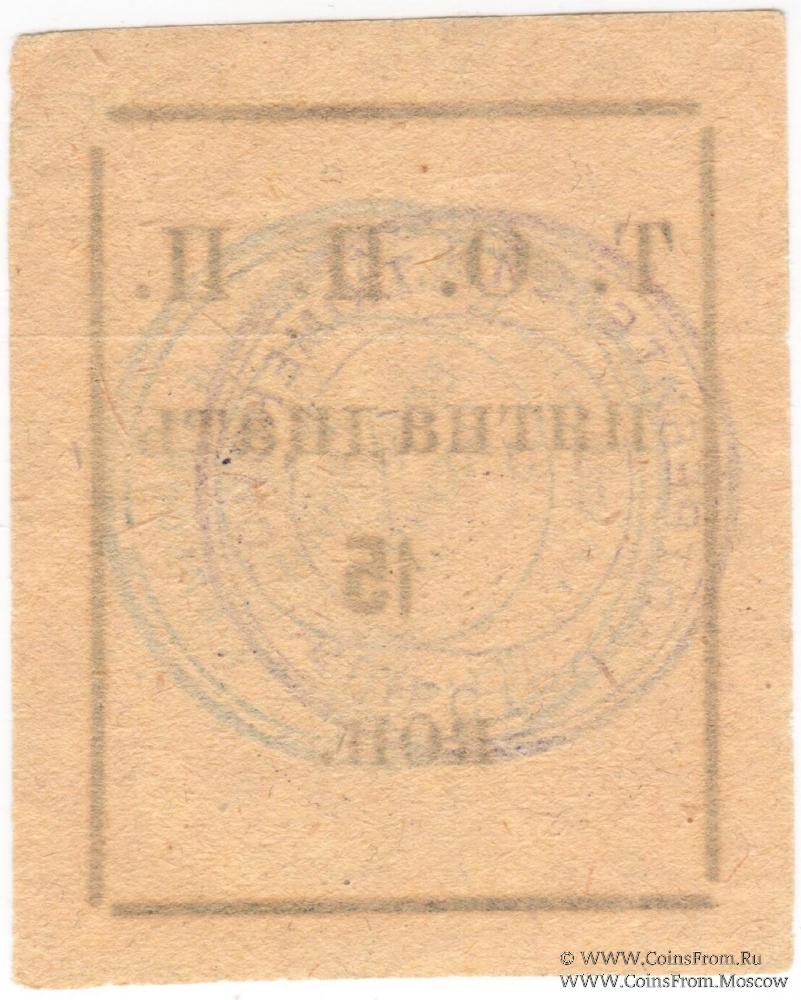 Т. О. П. П.
пятнадцать
15
коп.
© WWW.CoinsFrom.Ru
WWW.CoinsFrom.Moscow